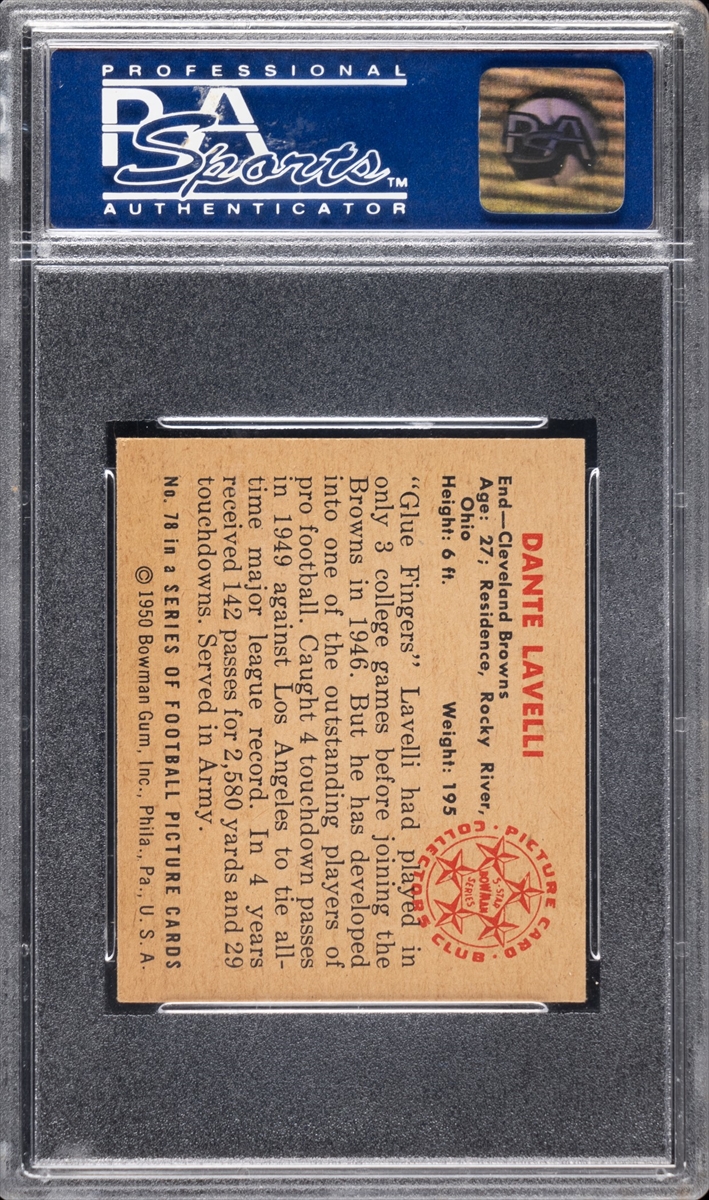 PROFESSIONAL
PSA
Sports™
AUTHENTICATOR
PSA
DANTE LAVELLI
End—Cleveland Browns
Age: 27; Residence, Rocky River,
Ohio
Height: 6 ft. Weight: 195
PICTURE CARD · COLLECTORS CLUB ·
5-STAR
BOWMAN
SERIES
"Glue Fingers" Lavelli had played in
only 3 college games before joining the
Browns in 1946. But he has developed
into one of the outstanding players of
pro football. Caught 4 touchdown passes
in 1949 against Los Angeles to tie all-
time major league record. In 4 years
received 142 passes for 2,580 yards and 29
touchdowns. Served in Army.
No. 78 in a SERIES OF FOOTBALL PICTURE CARDS
© 1950 Bowman Gum, Inc., Phila., Pa., U. S. A.